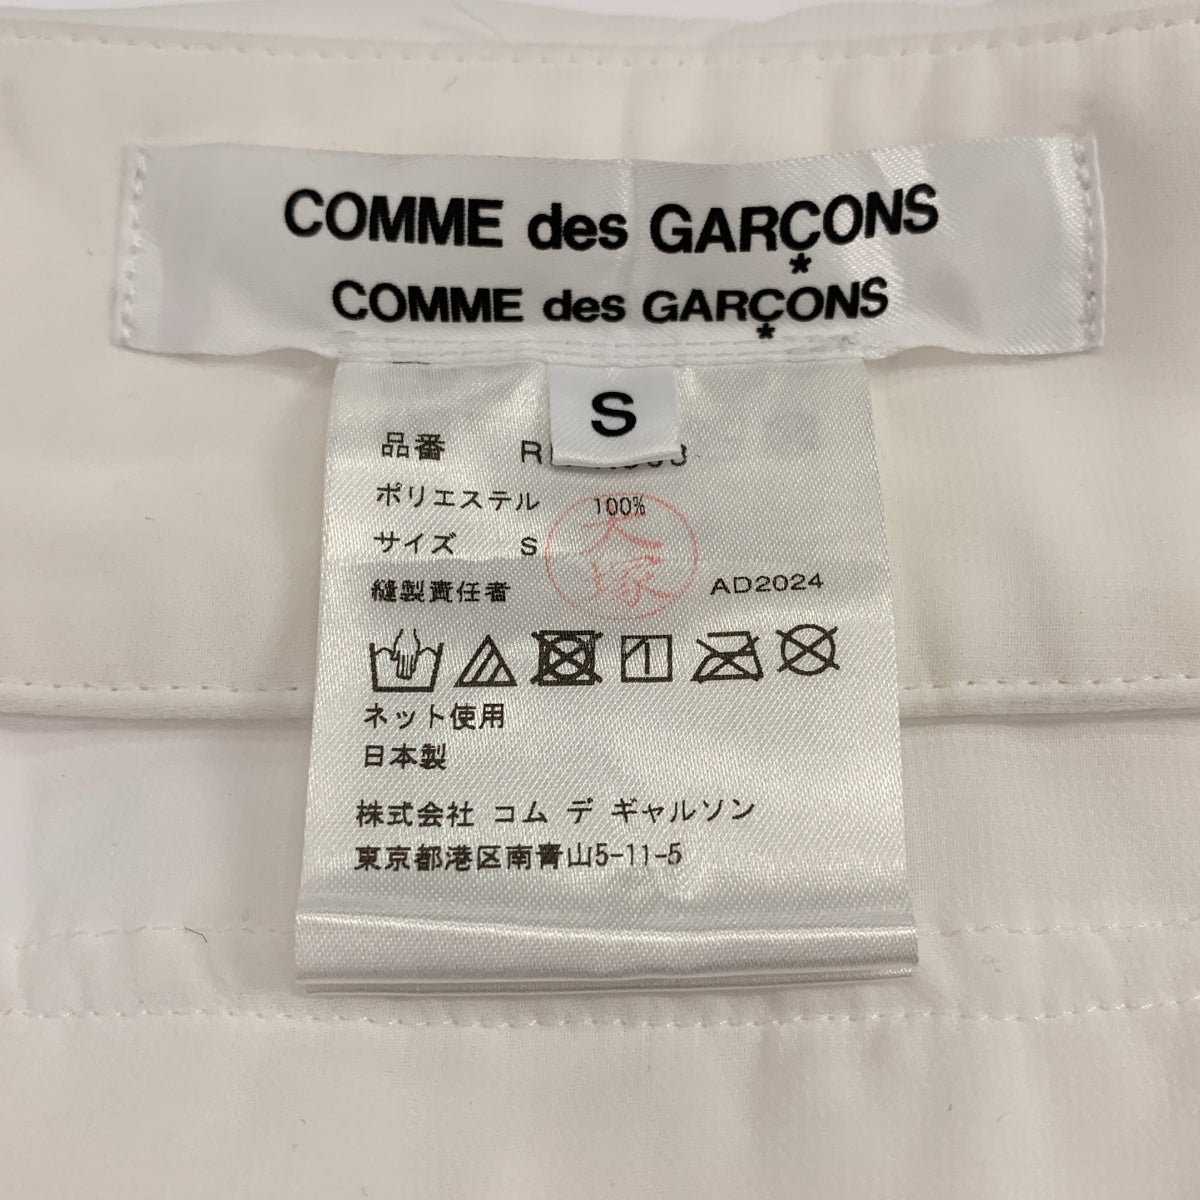 COMME des GARÇONS
COMME des GARÇONS
S
品番
ポリエステル 100%
サイズ S
大塚
縫製責任者 AD2024
ネット使用
日本製
株式会社 コム デ ギャルソン
東京都港区南青山5-11-5